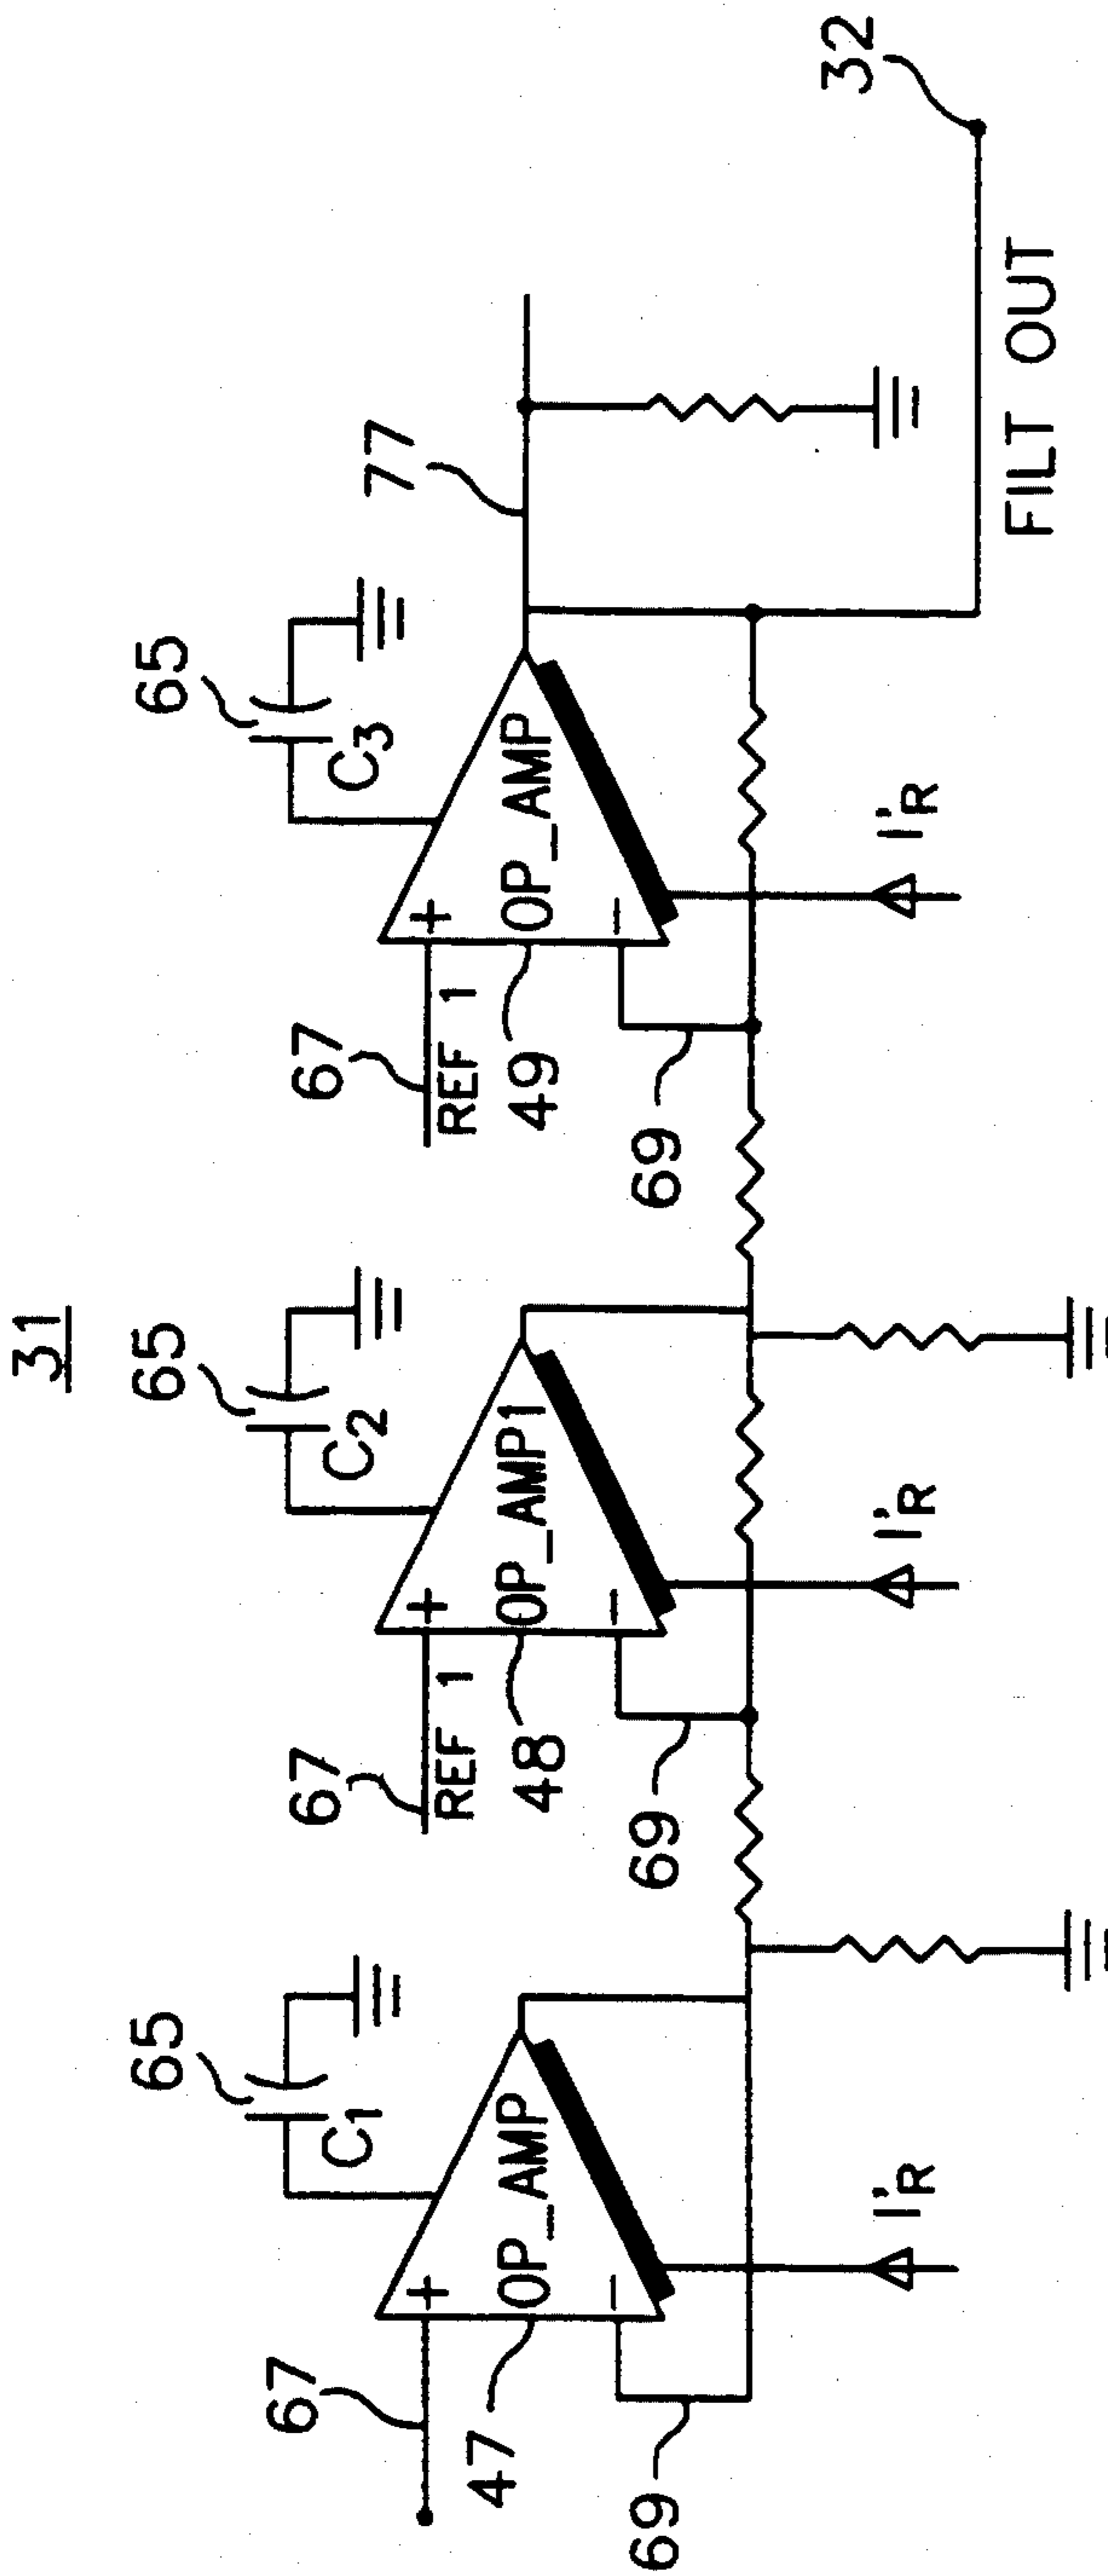 31
65
C1
67
+
OP_AMP
47
-
69
I'R
65
C2
67
REF 1
+
OP_AMP1
48
-
69
I'R
65
C3
67
REF 1
+
OP_AMP
49
-
69
I'R
77
32
FILT OUT